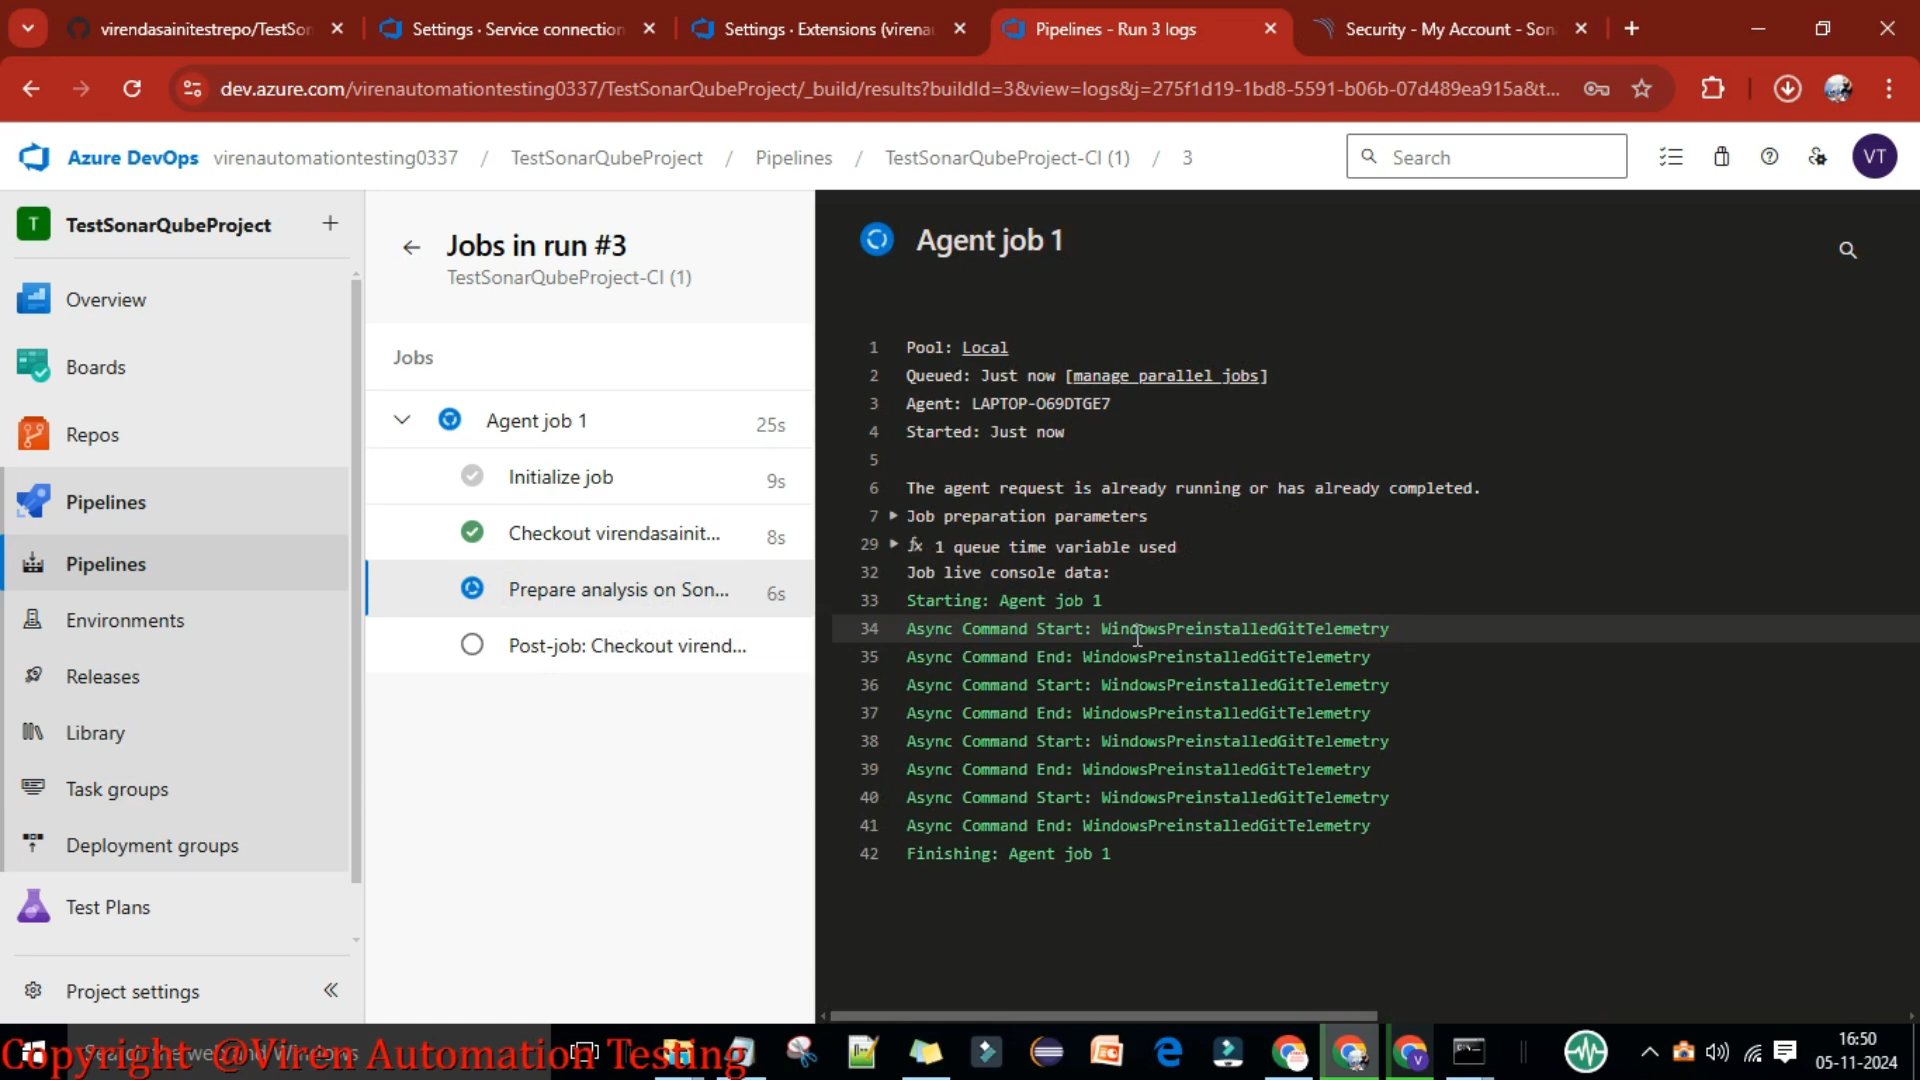 virendasainitestrepo/TestSon
Settings · Service connection
Settings · Extensions (virena
Pipelines - Run 3 logs
Security - My Account - Son
dev.azure.com/virenautomationtesting0337/TestSonarQubeProject/_build/results?buildId=3&view=logs&j=275f1d19-1bd8-5591-b06b-07d489ea915a&t...
Azure DevOps virenautomationtesting0337 / TestSonarQubeProject / Pipelines / TestSonarQubeProject-CI (1) / 3
Search
VT
T TestSonarQubeProject +
Overview
Boards
Repos
Pipelines
Pipelines
Environments
Releases
Library
Task groups
Deployment groups
Test Plans
Project settings
Jobs in run #3
TestSonarQubeProject-CI (1)
Jobs
Agent job 1 25s
Initialize job 9s
Checkout virendasainit... 8s
Prepare analysis on Son... 6s
Post-job: Checkout virend...
Agent job 1
1 Pool: Local
2 Queued: Just now [manage parallel jobs]
3 Agent: LAPTOP-O69DTGE7
4 Started: Just now
5
6 The agent request is already running or has already completed.
7 Job preparation parameters
29 fx 1 queue time variable used
32 Job live console data:
33 Starting: Agent job 1
34 Async Command Start: WindowsPreinstalledGitTelemetry
35 Async Command End: WindowsPreinstalledGitTelemetry
36 Async Command Start: WindowsPreinstalledGitTelemetry
37 Async Command End: WindowsPreinstalledGitTelemetry
38 Async Command Start: WindowsPreinstalledGitTelemetry
39 Async Command End: WindowsPreinstalledGitTelemetry
40 Async Command Start: WindowsPreinstalledGitTelemetry
41 Async Command End: WindowsPreinstalledGitTelemetry
42 Finishing: Agent job 1
Search the web and Windows
Copyright @Viren Automation Testing
V
16:50
05-11-2024